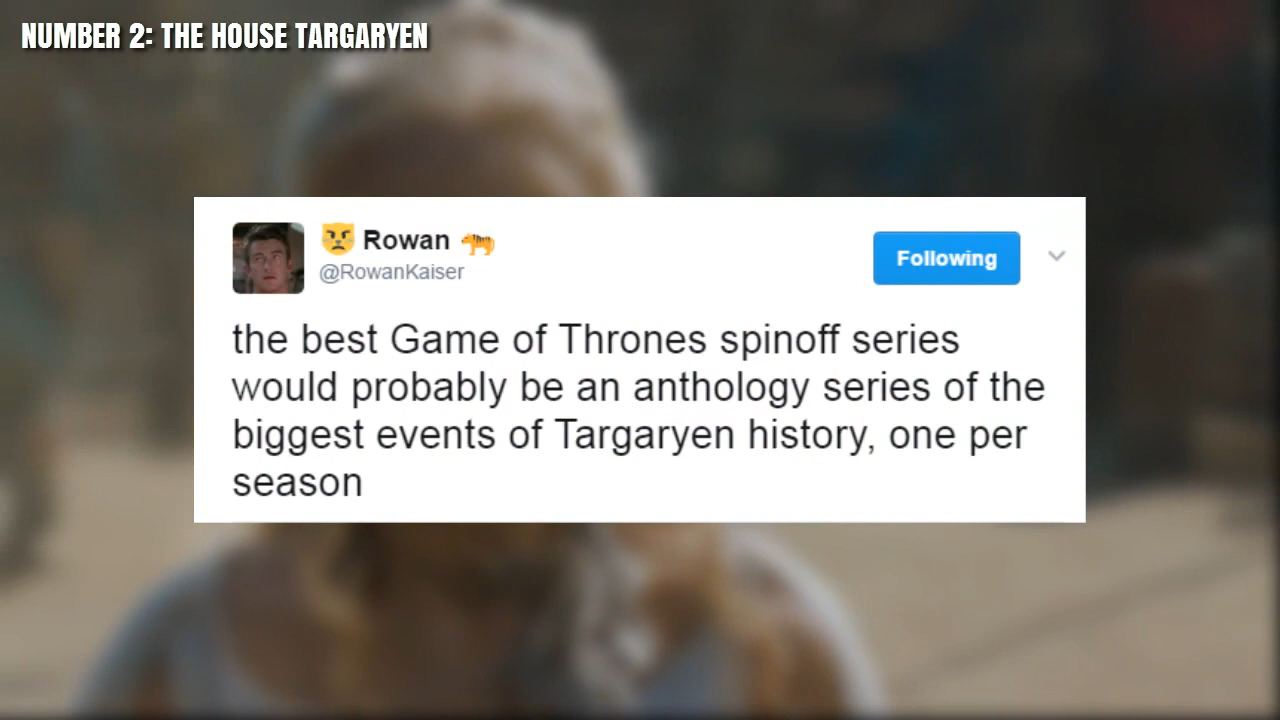 NUMBER 2: THE HOUSE TARGARYEN
😾 Rowan 🐅
@RowanKaiser
Following
the best Game of Thrones spinoff series
would probably be an anthology series of the
biggest events of Targaryen history, one per
season